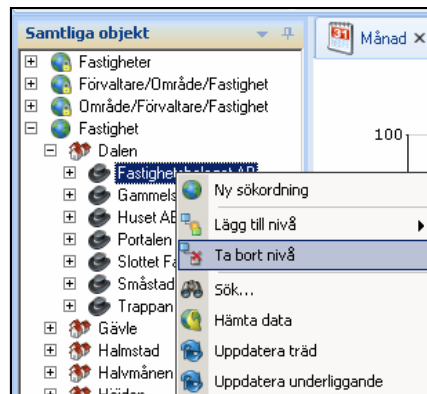 Samtliga objekt
Månad
31
Fastigheter
Förvaltare/Område/Fastighet
Område/Förvaltare/Fastighet
Fastighet
100
Dalen
Gammels
Ny sökordning
Huset AB
Lägg till nivå
Portalen
Slottet Fa
Ta bort nivå
Småstad
Sök...
Trappan
Hämta data
Gävle
Halmstad
Uppdatera träd
Halvmånen
Uppdatera underliggande